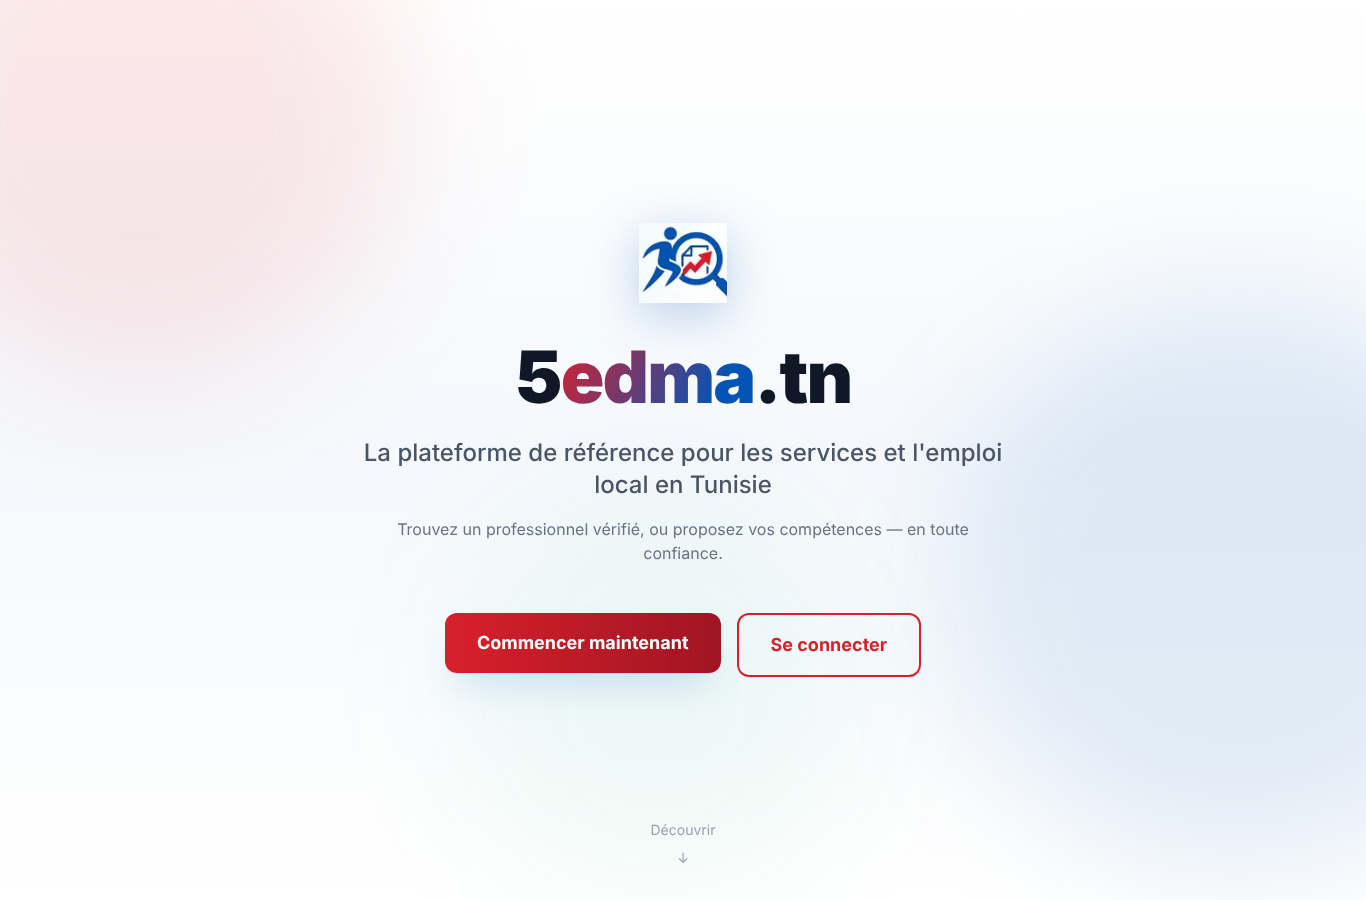 5edma.tn
La plateforme de référence pour les services et l'emploi
local en Tunisie
Trouvez un professionnel vérifié, ou proposez vos compétences — en toute
confiance.
Commencer maintenant
Se connecter
Découvrir
↓